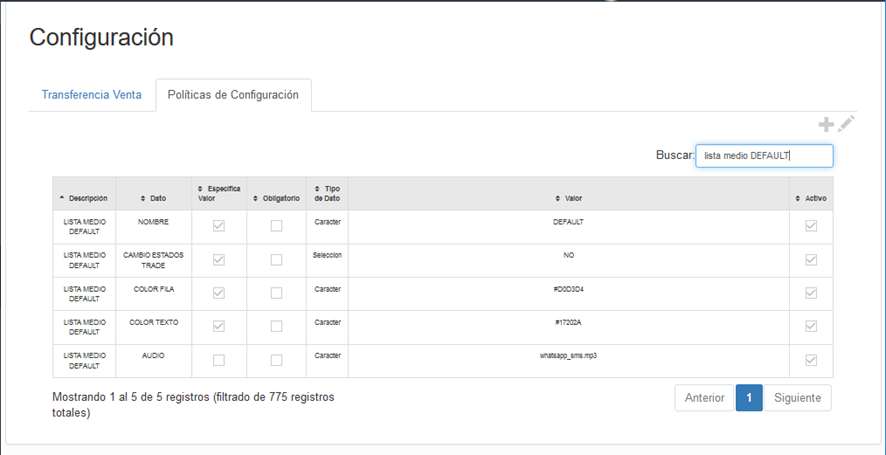 Configuración
Transferencia Venta
Políticas de Configuración
Buscar:
lista medio DEFAULT
Descripción
Dato
Especifica
Valor
Obligatorio
Tipo
de Dato
Valor
Activo
LISTA MEDIO
DEFAULT
NOMBRE
Caracter
DEFAULT
LISTA MEDIO
DEFAULT
CAMBIO ESTADOS
TRADE
Seleccion
NO
LISTA MEDIO
DEFAULT
COLOR FILA
Caracter
#D0D3D4
LISTA MEDIO
DEFAULT
COLOR TEXTO
Caracter
#17202A
LISTA MEDIO
DEFAULT
AUDIO
Caracter
whatsapp_sms.mp3
Mostrando 1 al 5 de 5 registros (filtrado de 775 registros
totales)
Anterior
1
Siguiente